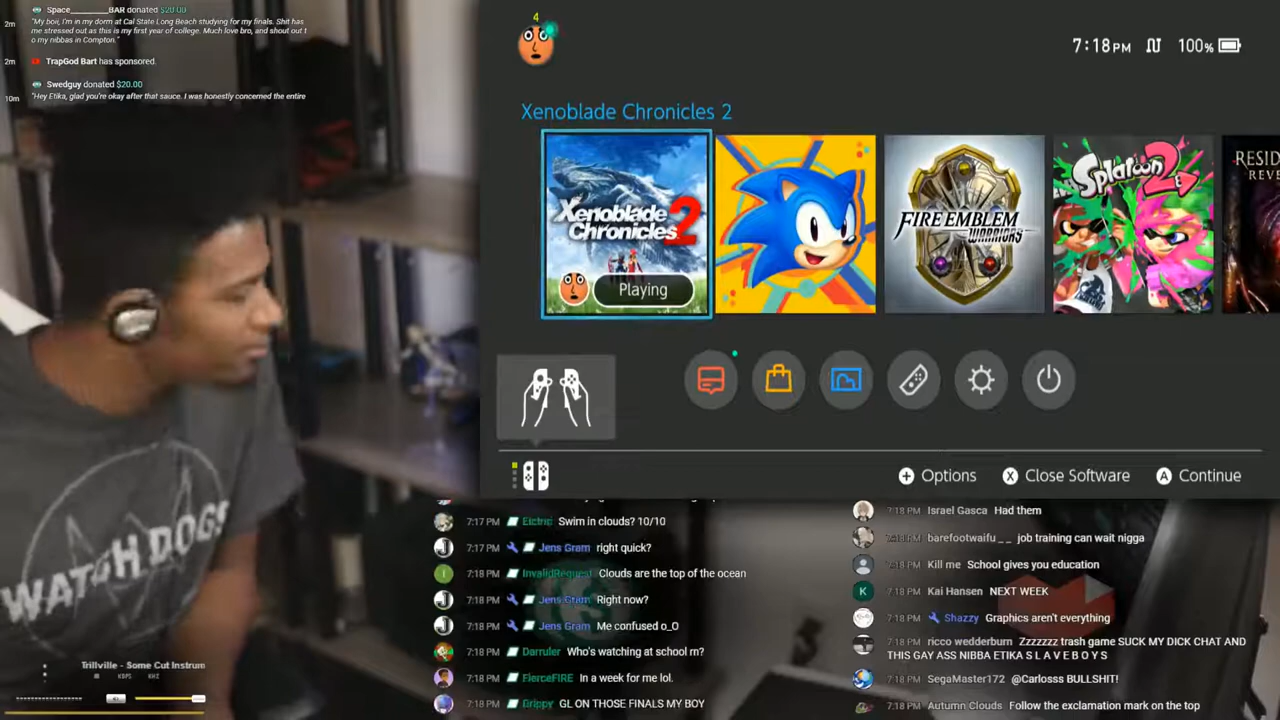 Space________BAR donated $20.00
2m
"My boii, I'm in my dorm at Cal State Long Beach studying for my finals. Shit has
me stressed out as this is my first year of college. Much love bro, and shout out t
o my nibbas in Compton."
2m TrapGod Bart has sponsored.
Swedguy donated $20.00
10m
"Hey Etika, glad you're okay after that sauce. I was honestly concerned the entire
4
7:18PM 100%
Xenoblade Chronicles 2
Xenoblade
Chronicles 2
Playing
FIRE EMBLEM
WARRIORS
Splatoon 2
RESID
REVE
Options
X Close Software
A Continue
WATCH DOGS
7:17 PM Swim in clouds? 10/10
7:17 PM Jens Gram right quick?
7:18 PM InvalidRequest Clouds are the top of the ocean
7:18 PM Jens Gram Right now?
7:18 PM Jens Gram Me confused o_O
7:18 PM Darruler Who's watching at school rn?
7:18 PM FierceFIRE In a week for me lol.
7:18 PM Grippy GL ON THOSE FINALS MY BOY
7:18 PM Israel Gasca Had them
7:18 PM barefootwaifu _ _ job training can wait nigga
7:18 PM Kill me School gives you education
K 7:18 PM Kai Hansen NEXT WEEK
7:18 PM Shazzy Graphics aren't everything
7:18 PM ricco wedderburn Zzzzzzz trash game SUCK MY DICK CHAT AND
THIS GAY ASS NIBBA ETIKA S L A V E B O Y S
7:18 PM SegaMaster172 @Carlosss BULLSHIT!
7:18 PM Autumn Clouds Follow the exclamation mark on the top
Trillville - Some Cut Instrum
KBPS KHZ